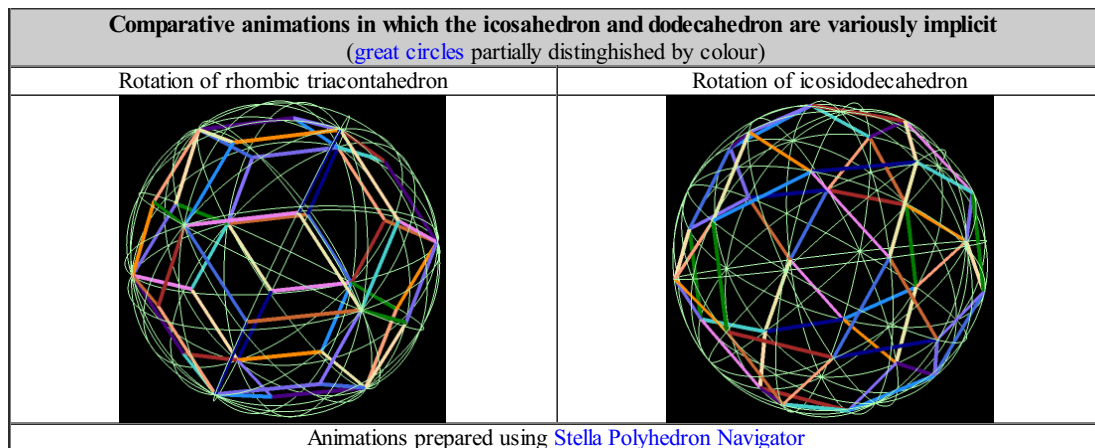 Comparative animations in which the icosahedron and dodecahedron are variously implicit
(great circles partially distinghished by colour)
Rotation of rhombic triacontahedron
Rotation of icosidodecahedron
Animations prepared using Stella Polyhedron Navigator